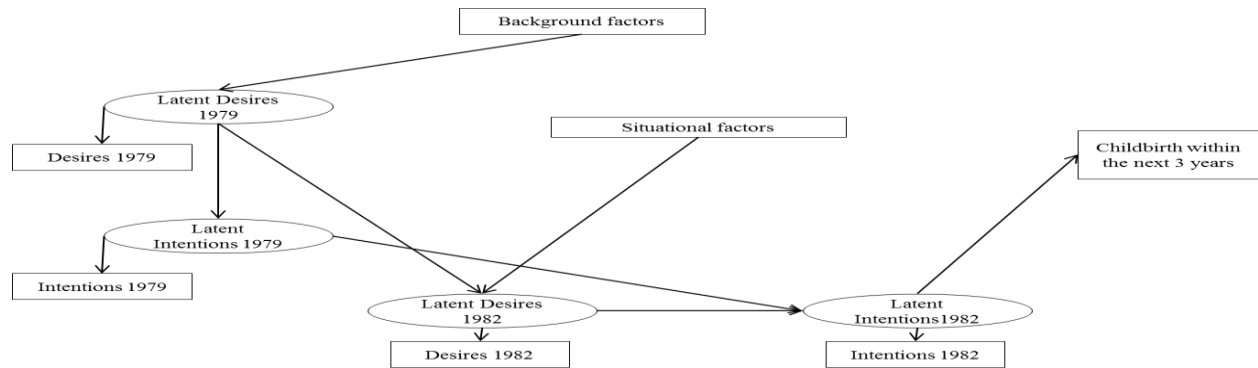 Background factors
Latent Desires
1979
Situational factors
Desires 1979
Childbirth within
the next 3 years
Latent
Intentions 1979
Intentions 1979
Latent Desires
1982
Latent
Intentions1982
Desires 1982
Intentions 1982